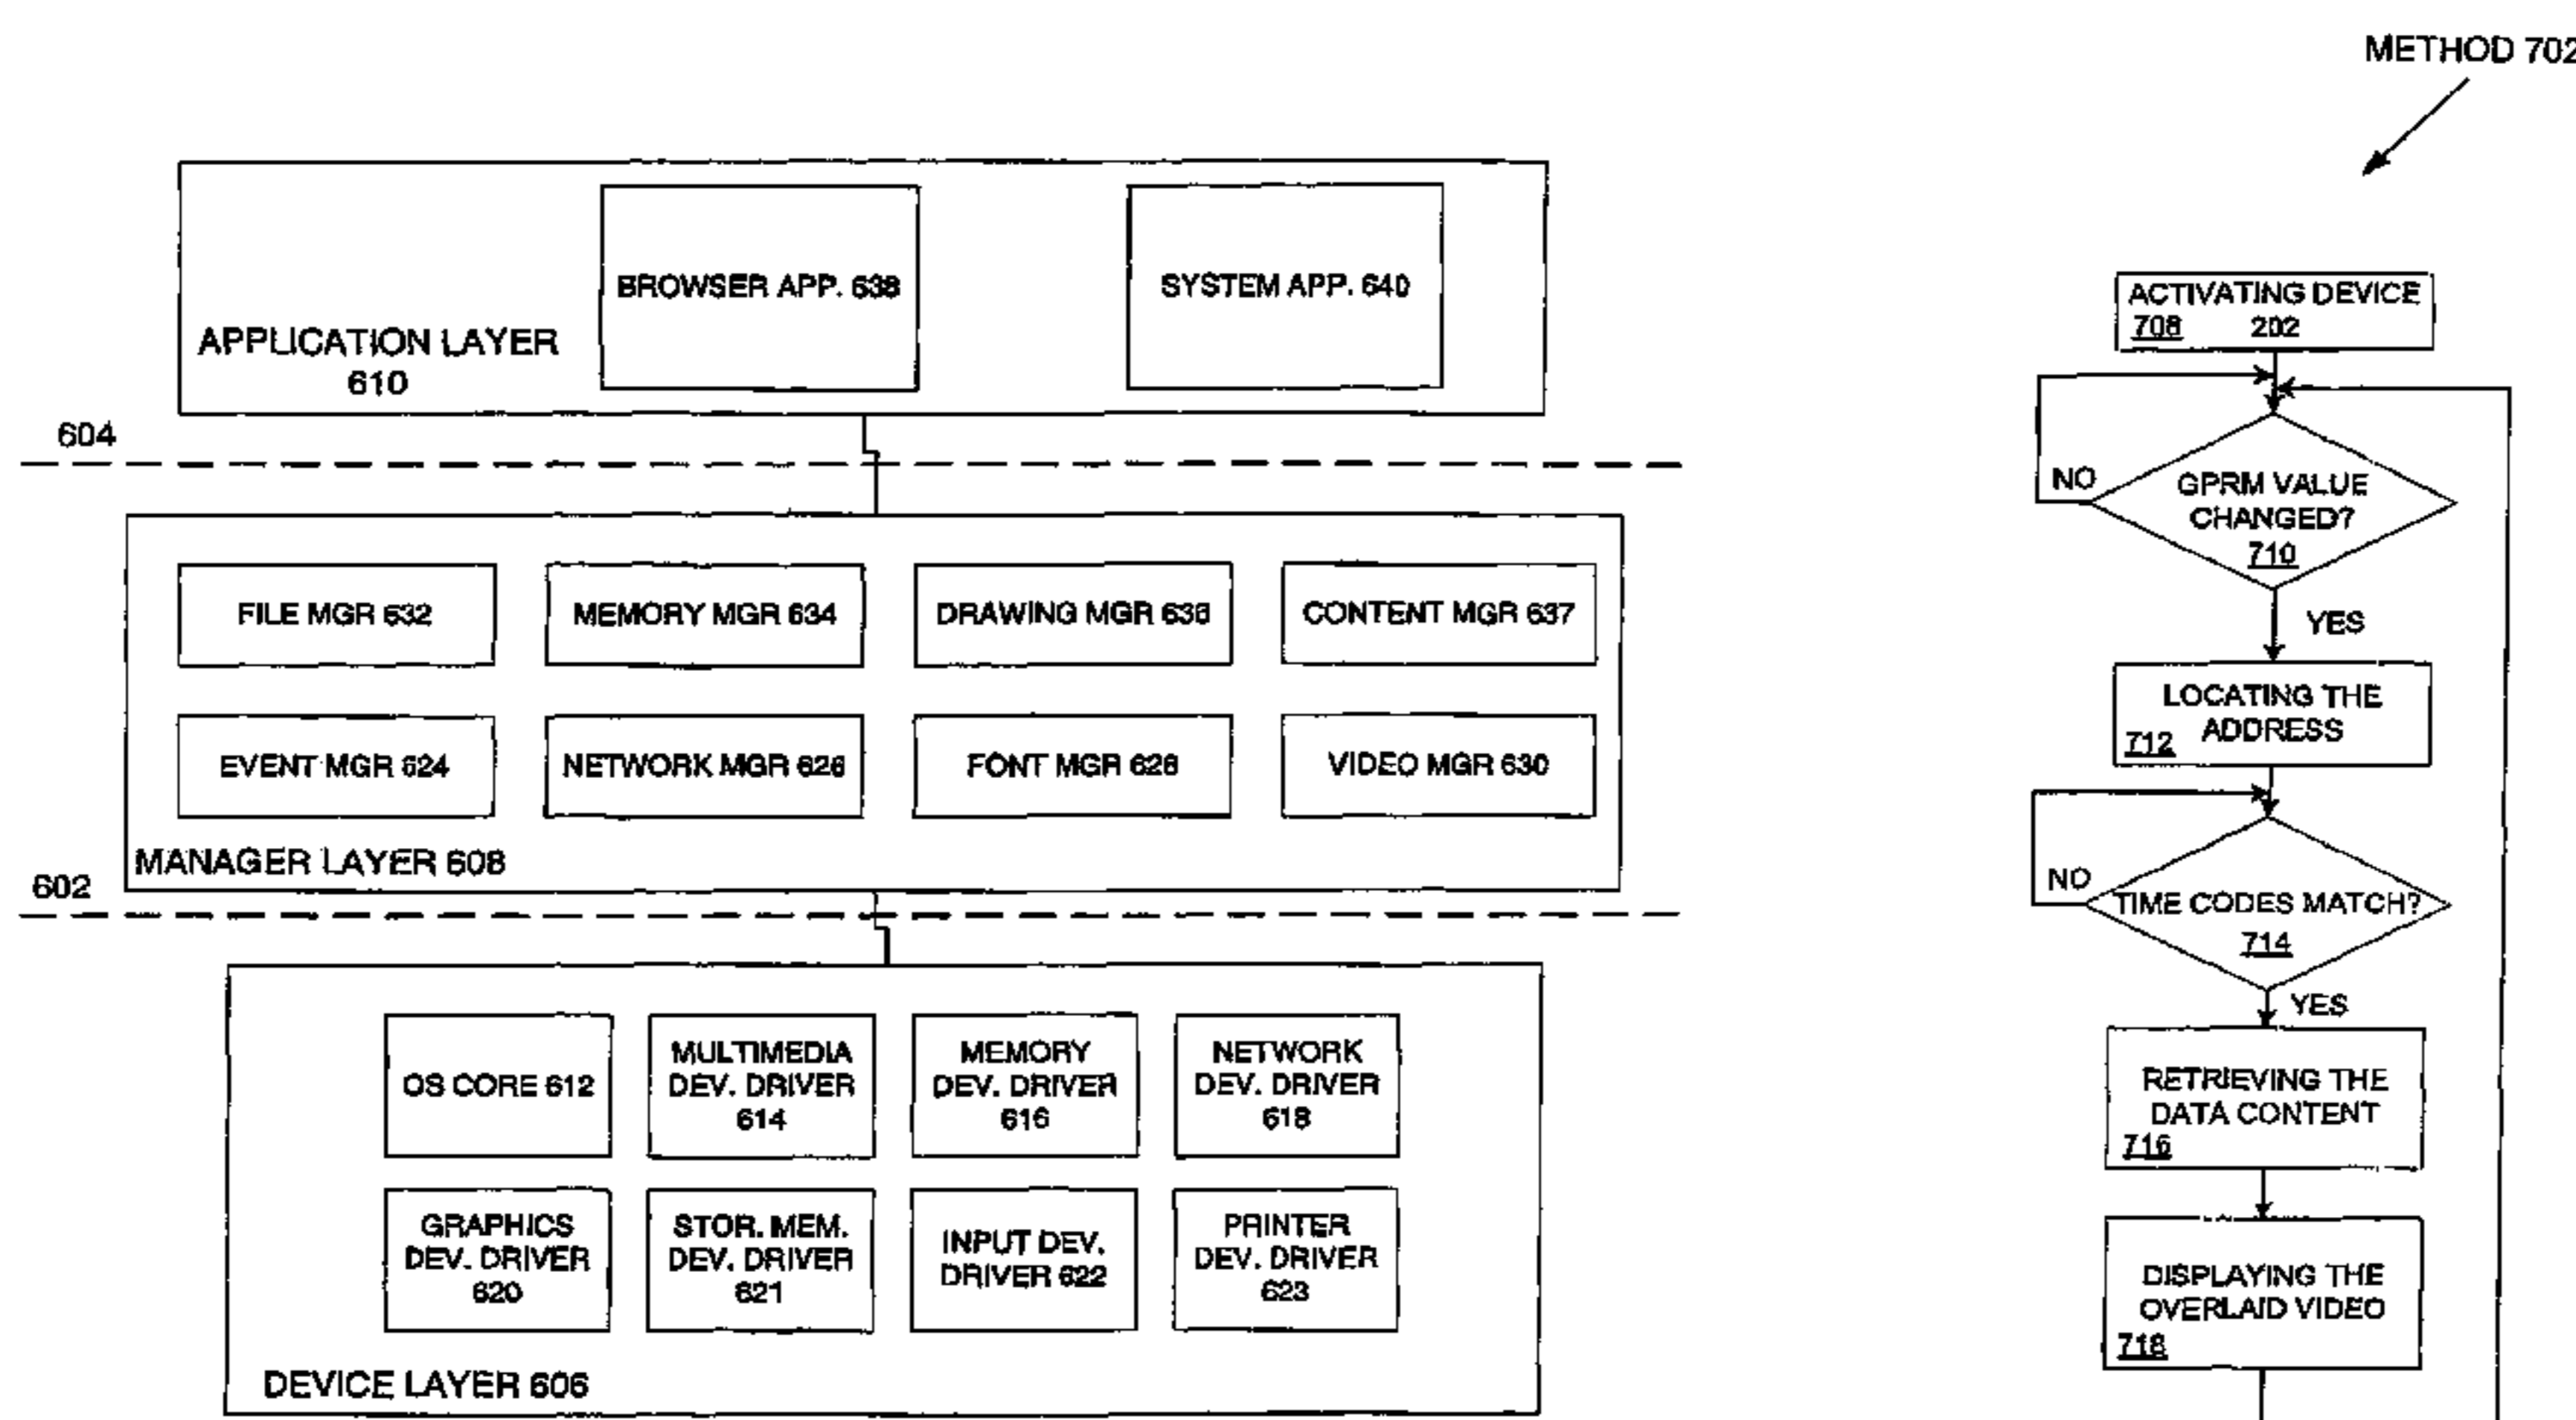 METHOD 702
BROWSER APP. 638
SYSTEM APP. 640
APPLICATION LAYER
610
604
FILE MGR 632
MEMORY MGR 634
DRAWING MGR 636
CONTENT MGR 637
EVENT MGR 624
NETWORK MGR 626
FONT MGR 628
VIDEO MGR 630
MANAGER LAYER 608
602
OS CORE 612
MULTIMEDIA
DEV. DRIVER
614
MEMORY
DEV. DRIVER
616
NETWORK
DEV. DRIVER
618
GRAPHICS
DEV. DRIVER
620
STOR. MEM.
DEV. DRIVER
621
INPUT DEV.
DRIVER 622
PRINTER
DEV. DRIVER
623
DEVICE LAYER 606
ACTIVATING DEVICE
708 202
NO
GPRM VALUE
CHANGED?
710
YES
LOCATING THE
712 ADDRESS
NO
TIME CODES MATCH?
714
YES
RETRIEVING THE
DATA CONTENT
716
DISPLAYING THE
OVERLAID VIDEO
718